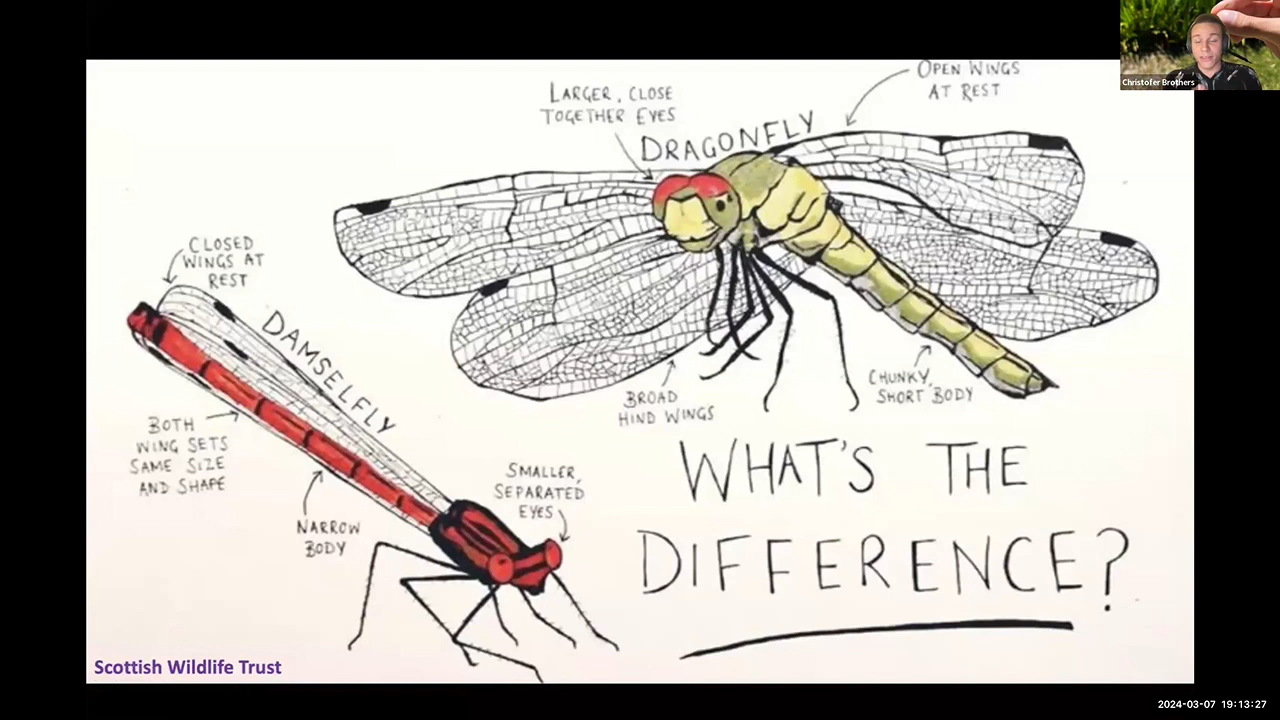 Christofer Brothers
LARGER, CLOSE
TOGETHER EYES
DRAGONFLY
OPEN WINGS
AT REST
CLOSED
WINGS AT
REST
DAMSELFLY
BOTH
WING SETS
SAME SIZE
AND SHAPE
NARROW
BODY
SMALLER,
SEPARATED
EYES
BROAD
HIND WINGS
CHUNKY,
SHORT BODY
WHAT'S THE
DIFFERENCE?
Scottish Wildlife Trust
2024-03-07 19:13:27